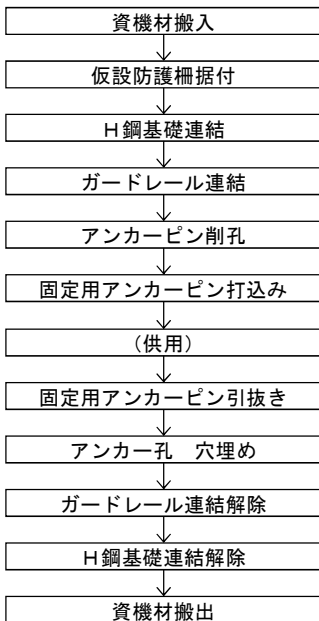 資機材搬入
仮設防護柵据付
Ｈ鋼基礎連結
ガードレール連結
アンカーピン削孔
固定用アンカーピン打込み
（供用）
固定用アンカーピン引抜き
アンカー孔　穴埋め
ガードレール連結解除
Ｈ鋼基礎連結解除
資機材搬出